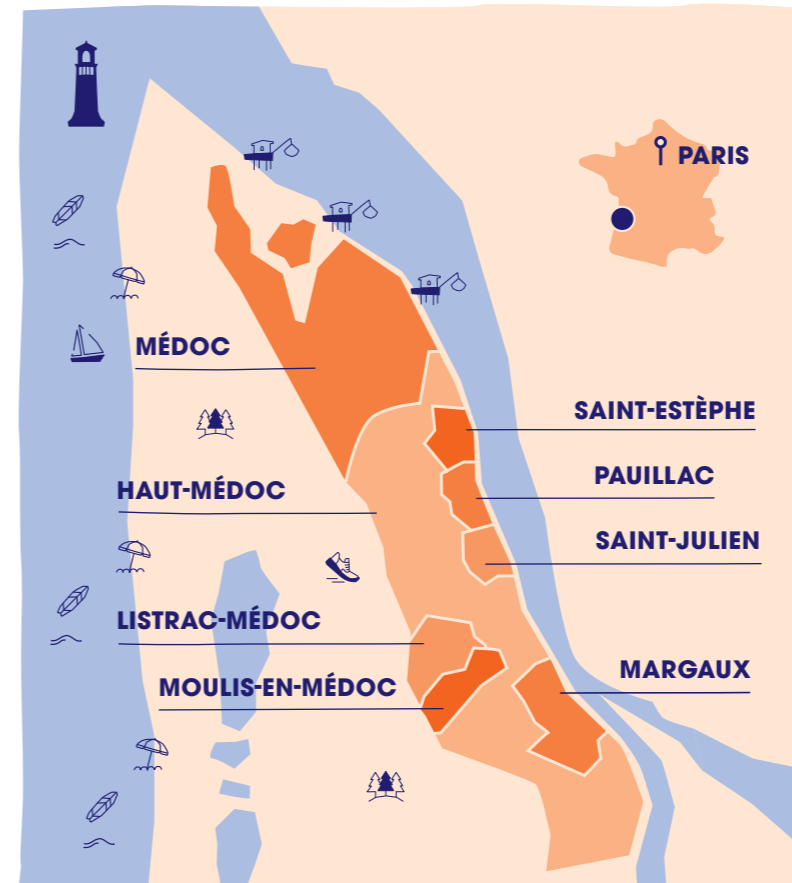 PARIS
MÉDOC
SAINT-ESTÈPHE
PAUILLAC
HAUT-MÉDOC
SAINT-JULIEN
LISTRAC-MÉDOC
MARGAUX
MOULIS-EN-MÉDOC